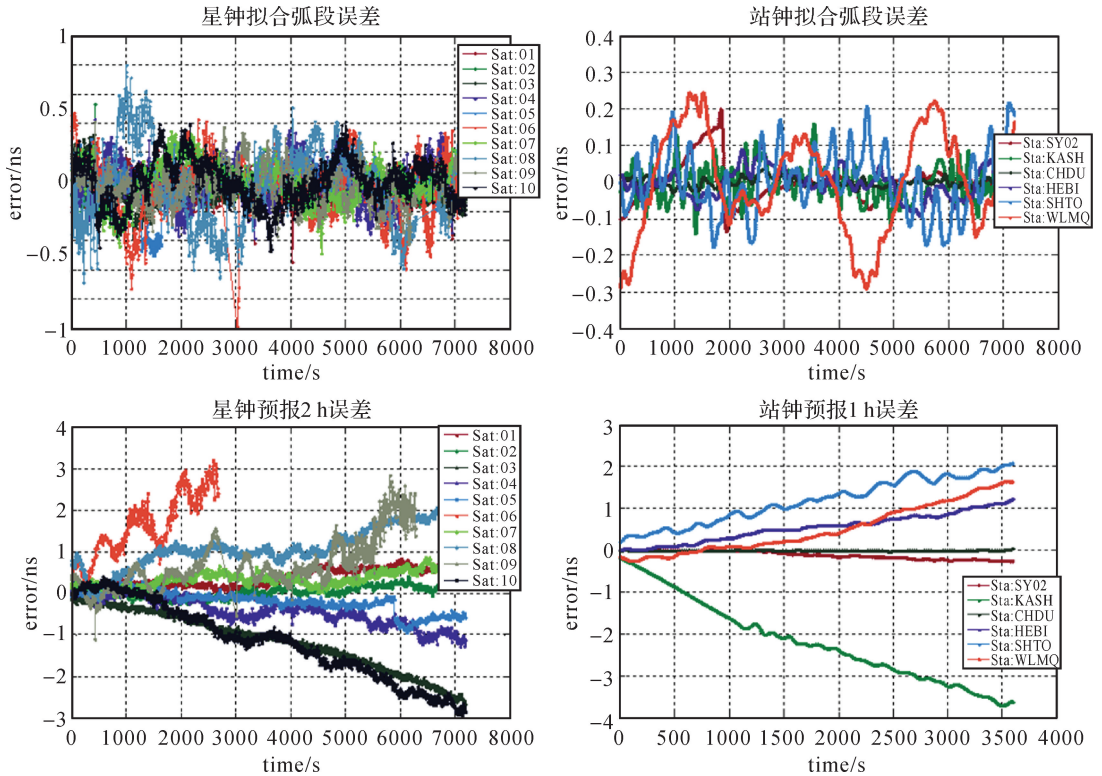 星钟拟合弧段误差
1
0.5
0
−0.5
−1
error/ns
0 1000 2000 3000 4000 5000 6000 7000 8000
time/s
Sat:01
Sat:02
Sat:03
Sat:04
Sat:05
Sat:06
Sat:07
Sat:08
Sat:09
Sat:10
站钟拟合弧段误差
0.4
0.3
0.2
0.1
0
−0.1
−0.2
−0.3
−0.4
error/ns
0 1000 2000 3000 4000 5000 6000 7000 8000
time/s
Sta:SY02
Sta:KASH
Sta:CHDU
Sta:HEBI
Sta:SHTO
Sta:WLMQ
星钟预报2 h误差
4
3
2
1
0
−1
−2
−3
error/ns
0 1000 2000 3000 4000 5000 6000 7000 8000
time/s
Sat:01
Sat:02
Sat:03
Sat:04
Sat:05
Sat:06
Sat:07
Sat:08
Sat:09
Sat:10
站钟预报1 h误差
3
2
1
0
−1
−2
−3
−4
error/ns
0 500 1000 1500 2000 2500 3000 3500 4000
time/s
Sta:SY02
Sta:KASH
Sta:CHDU
Sta:HEBI
Sta:SHTO
Sta:WLMQ